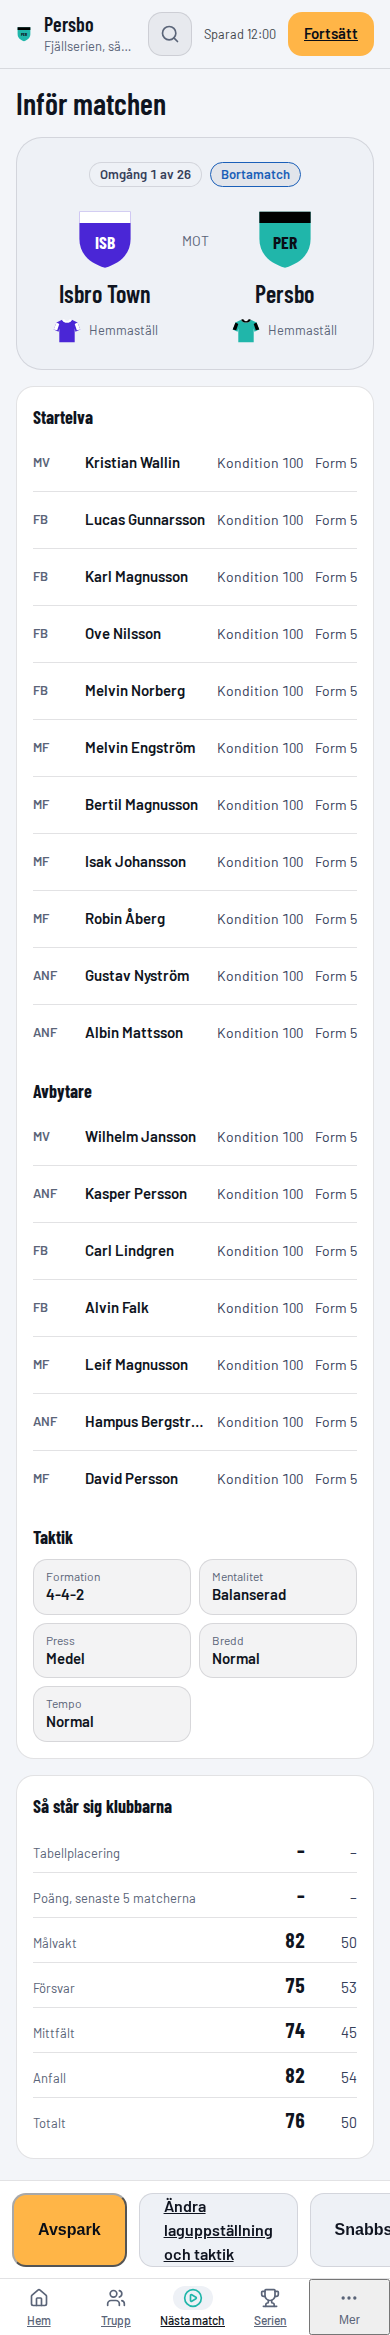 PER
Persbo
Fjällserien, sä...
Sparad 12:00
Fortsätt
Inför matchen
Omgång 1 av 26
Bortamatch
ISB
MOT
PER
Isbro Town
Persbo
Hemmaställ
Hemmaställ
Startelva
MV Kristian Wallin Kondition 100 Form 5
FB Lucas Gunnarsson Kondition 100 Form 5
FB Karl Magnusson Kondition 100 Form 5
FB Ove Nilsson Kondition 100 Form 5
FB Melvin Norberg Kondition 100 Form 5
MF Melvin Engström Kondition 100 Form 5
MF Bertil Magnusson Kondition 100 Form 5
MF Isak Johansson Kondition 100 Form 5
MF Robin Åberg Kondition 100 Form 5
ANF Gustav Nyström Kondition 100 Form 5
ANF Albin Mattsson Kondition 100 Form 5
Avbytare
MV Wilhelm Jansson Kondition 100 Form 5
ANF Kasper Persson Kondition 100 Form 5
FB Carl Lindgren Kondition 100 Form 5
FB Alvin Falk Kondition 100 Form 5
MF Leif Magnusson Kondition 100 Form 5
ANF Hampus Bergstr... Kondition 100 Form 5
MF David Persson Kondition 100 Form 5
Taktik
Formation
4-4-2
Mentalitet
Balanserad
Press
Medel
Bredd
Normal
Tempo
Normal
Så står sig klubbarna
Tabellplacering – –
Poäng, senaste 5 matcherna – –
Målvakt 82 50
Försvar 75 53
Mittfält 74 45
Anfall 82 54
Totalt 76 50
Avspark
Ändra
laguppställning
och taktik
Snabbs
Hem
Trupp
Nästa match
Serien
Mer